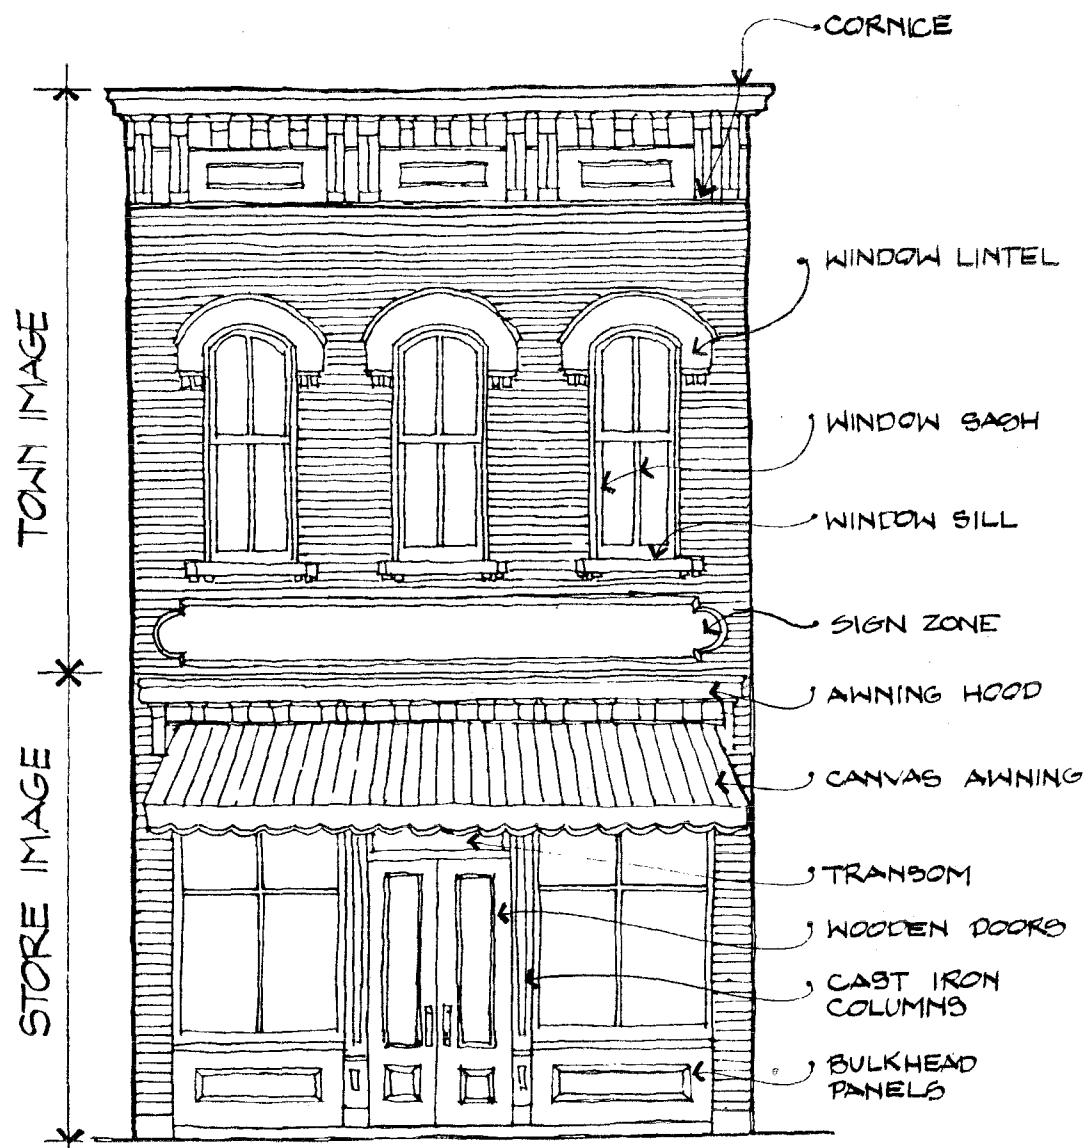 CORNICE
WINDOW LINTEL
TOWN IMAGE
WINDOW SASH
WINDOW SILL
SIGN ZONE
AWNING HOOD
CANVAS AWNING
STORE IMAGE
TRANSOM
WOODEN DOORS
CAST IRON
COLUMNS
BULKHEAD
PANELS